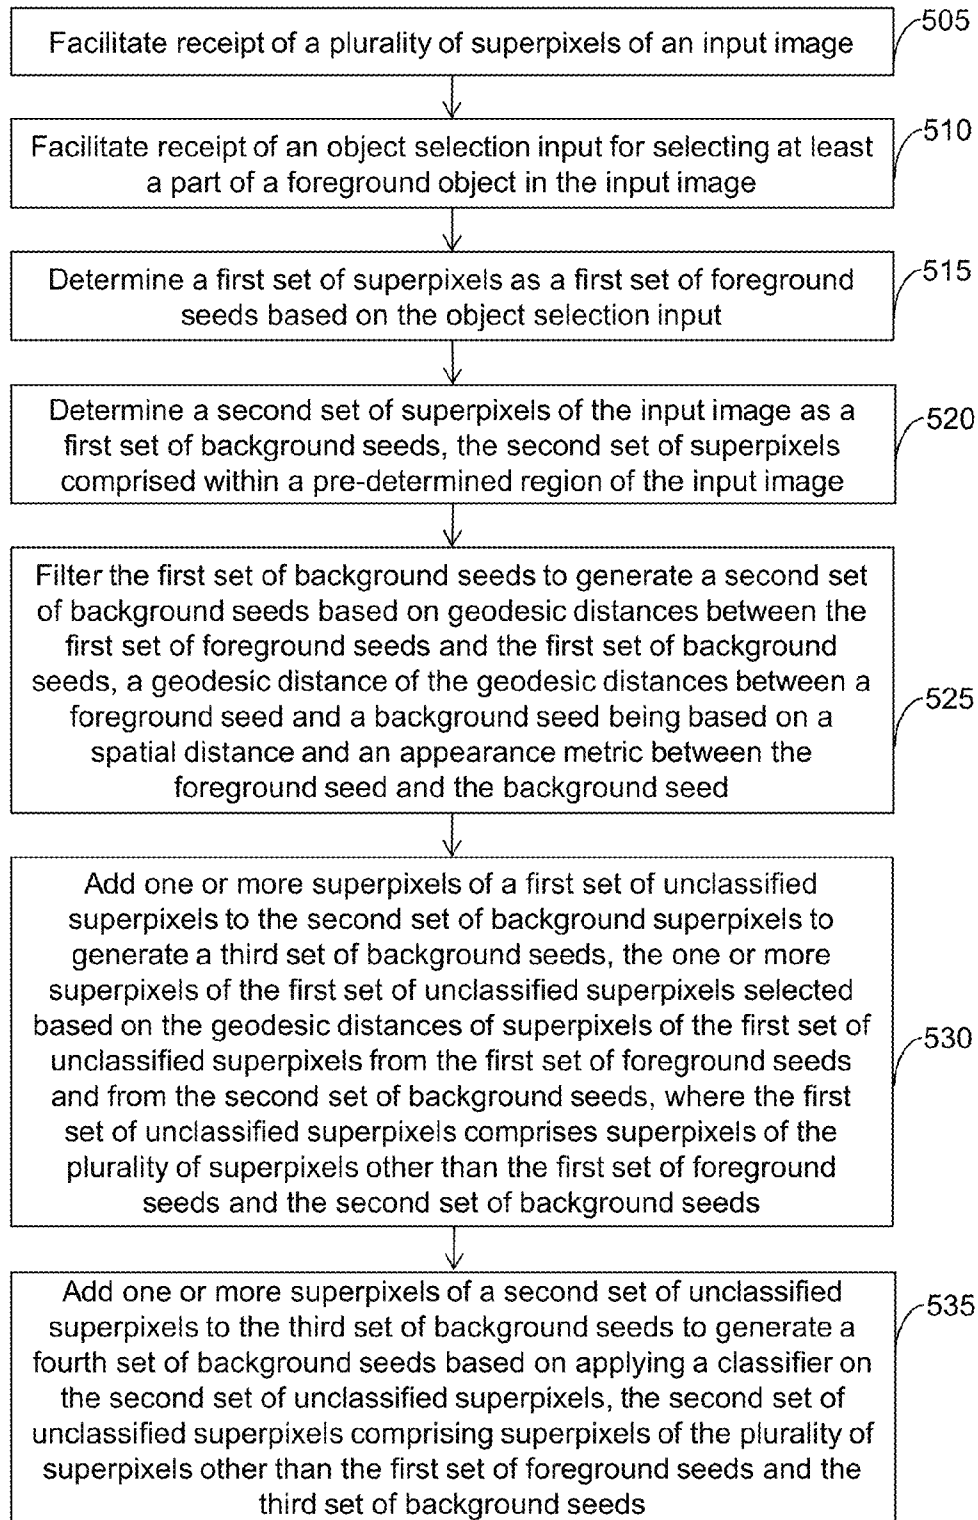 Facilitate receipt of a plurality of superpixels of an input image
505
Facilitate receipt of an object selection input for selecting at least
a part of a foreground object in the input image
510
Determine a first set of superpixels as a first set of foreground
seeds based on the object selection input
515
Determine a second set of superpixels of the input image as a
first set of background seeds, the second set of superpixels
comprised within a pre-determined region of the input image
520
Filter the first set of background seeds to generate a second set
of background seeds based on geodesic distances between the
first set of foreground seeds and the first set of background
seeds, a geodesic distance of the geodesic distances between a
foreground seed and a background seed being based on a
spatial distance and an appearance metric between the
foreground seed and the background seed
525
Add one or more superpixels of a first set of unclassified
superpixels to the second set of background superpixels to
generate a third set of background seeds, the one or more
superpixels of the first set of unclassified superpixels selected
based on the geodesic distances of superpixels of the first set of
unclassified superpixels from the first set of foreground seeds
and from the second set of background seeds, where the first
set of unclassified superpixels comprises superpixels of the
plurality of superpixels other than the first set of foreground
seeds and the second set of background seeds
530
Add one or more superpixels of a second set of unclassified
superpixels to the third set of background seeds to generate a
fourth set of background seeds based on applying a classifier on
the second set of unclassified superpixels, the second set of
unclassified superpixels comprising superpixels of the plurality of
superpixels other than the first set of foreground seeds and the
third set of background seeds
535